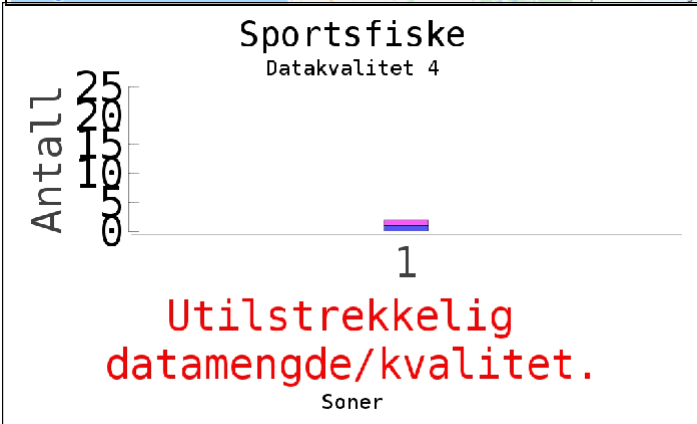 Sportsfiske
Datakvalitet 4
Antall
25
20
15
10
5
0
1
Utilstrekkelig
datamengde/kvalitet.
Soner